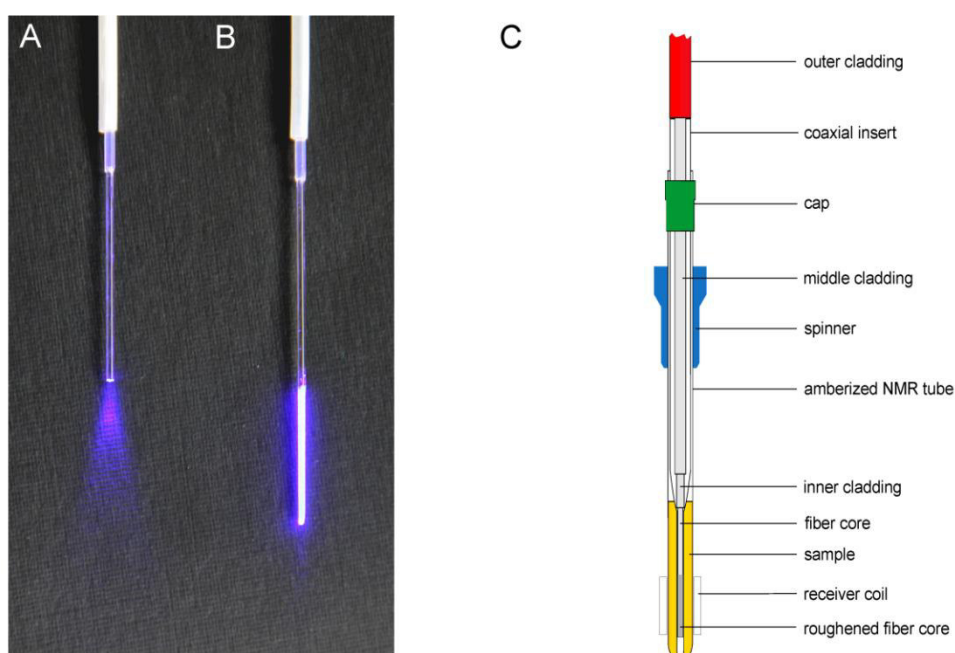 A
B
C
outer cladding
coaxial insert
cap
middle cladding
spinner
amberized NMR tube
inner cladding
fiber core
sample
receiver coil
roughened fiber core